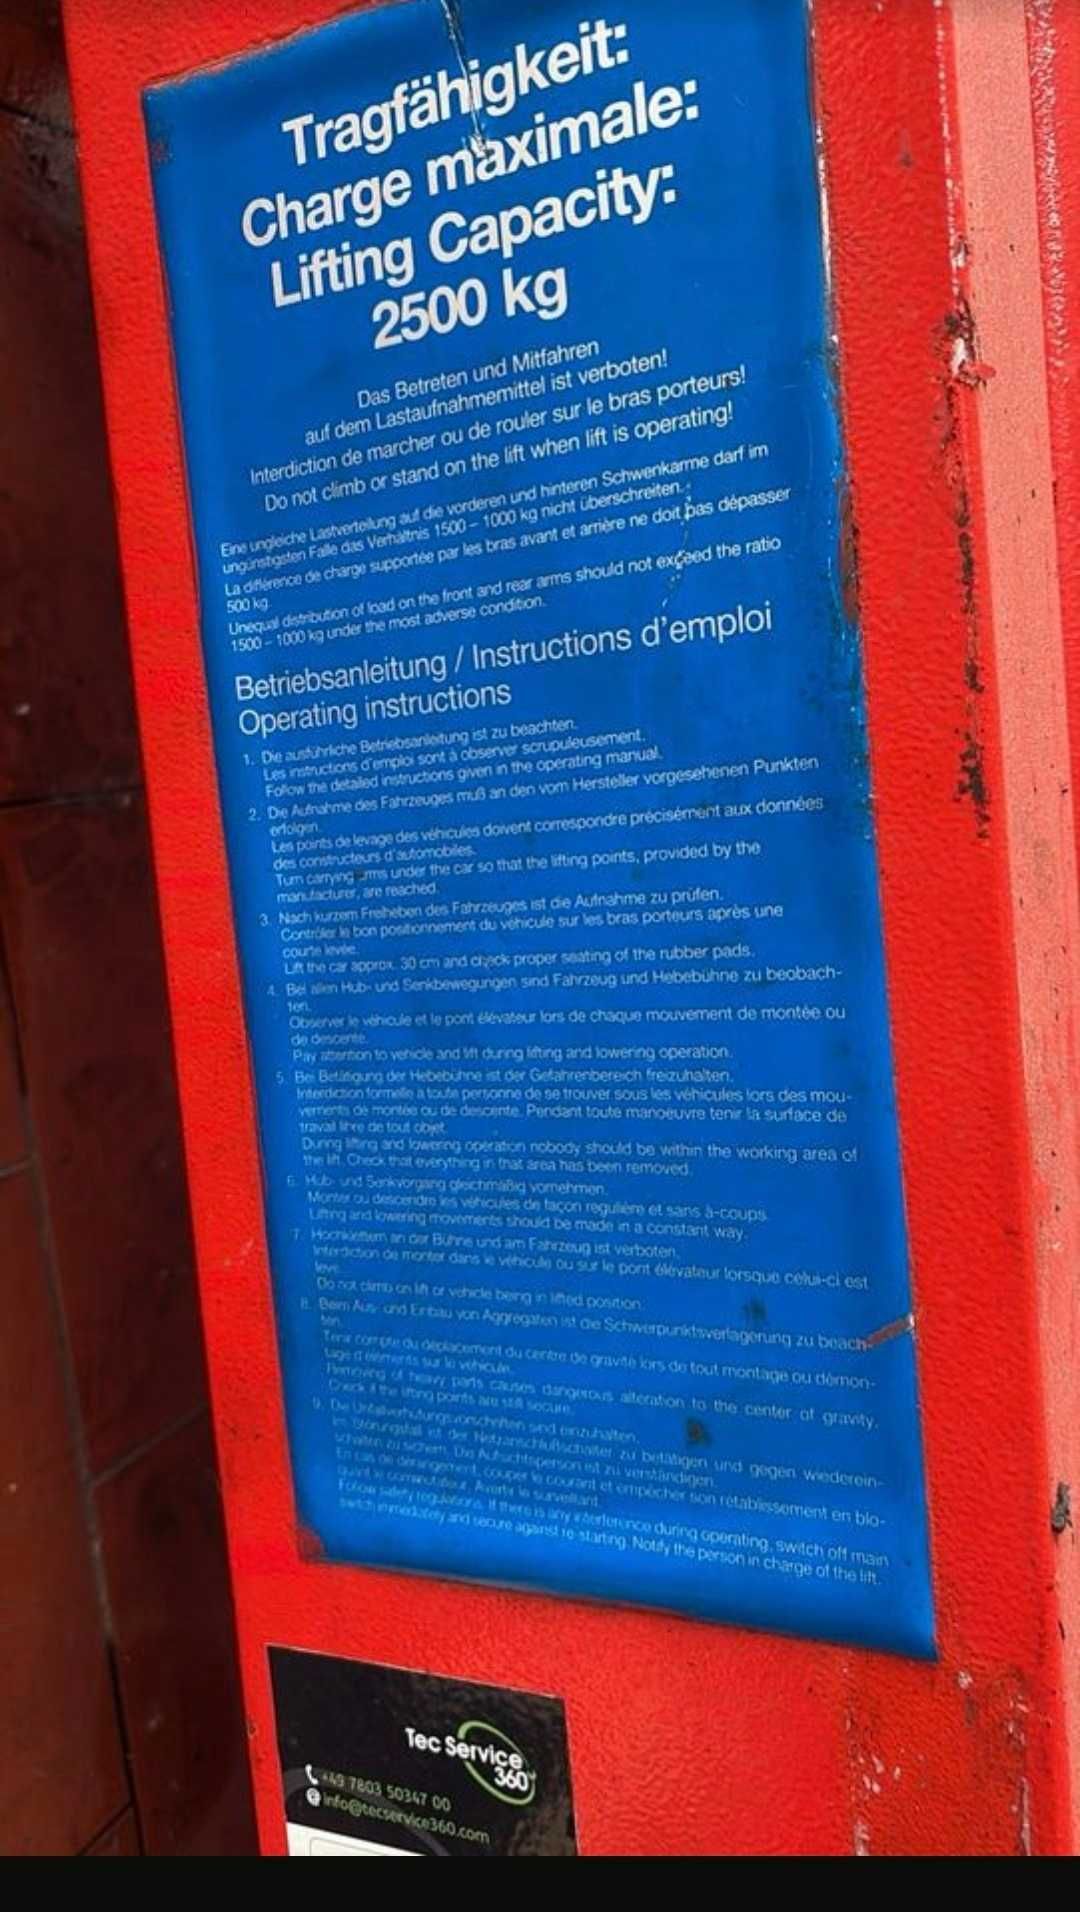 Tragfähigkeit:
Charge maximale:
Lifting Capacity:
2500 kg
Das Betreten und Mitfahren
auf dem Lastaufnahmemittel ist verboten!
Interdiction de marcher ou de rouler sur le bras porteurs!
Do not climb or stand on the lift when lift is operating!
Eine ungleiche Lastverteilung auf die vorderen und hinteren Schwenkarme darf im
ungünstigsten Falle das Verhältnis 1500 – 1000 kg nicht überschreiten.
La différence de charge supportée par les bras avant et arrière ne doit pas dépasser
500 kg.
Unequal distribution of load on the front and rear arms should not exceed the ratio
1500 – 1000 kg under the most adverse condition.
Betriebsanleitung / Instructions d'emploi
Operating instructions
1. Die ausführliche Betriebsanleitung ist zu beachten.
Les instructions d'emploi sont à observer scrupuleusement.
Follow the detailed instructions given in the operating manual.
2. Die Aufnahme des Fahrzeuges muß an den vom Hersteller vorgesehenen Punkten
erfolgen.
Les points de levage des véhicules doivent correspondre précisément aux données
des constructeurs d'automobiles.
Turn carrying arms under the car so that the lifting points, provided by the
manufacturer, are reached.
3. Nach kurzem Freiheben des Fahrzeuges ist die Aufnahme zu prüfen.
Contrôler le bon positionnement du véhicule sur les bras porteurs après une
courte levée.
Lift the car approx. 30 cm and check proper seating of the rubber pads.
4. Bei allen Hub- und Senkbewegungen sind Fahrzeug und Hebebühne zu beobach-
ten.
Observer le véhicule et le pont élévateur lors de chaque mouvement de montée ou
de descente.
Pay attention to vehicle and lift during lifting and lowering operation.
5. Bei Betätigung der Hebebühne ist der Gefahrenbereich freizuhalten.
Interdiction formelle à toute personne de se trouver sous les véhicules lors des mou-
vements de montée ou de descente. Pendant toute manoeuvre tenir la surface de
travail libre de tout objet.
During lifting and lowering operation nobody should be within the working area of
the lift. Check that everything in that area has been removed.
6. Hub- und Senkvorgang gleichmäßig vornehmen.
Monter ou descendre les véhicules de façon regulière et sans à-coups.
Lifting and lowering movements should be made in a constant way.
7. Hochklettern an der Bühne und am Fahrzeug ist verboten.
Interdiction de monter dans le véhicule ou sur le pont élévateur lorsque celui-ci est
levé.
Do not climb on lift or vehicle being in lifted position.
8. Beim Aus- und Einbau von Aggregaten ist die Schwerpunktsverlagerung zu beach-
ten.
Tenir compte du déplacement du centre de gravité lors de tout montage ou démon-
tage d'éléments sur le véhicule.
Removing of heavy parts causes dangerous alteration to the center of gravity.
Check if the lifting points are still secure.
9. Die Unfallverhütungsvorschriften sind einzuhalten.
Im Störungsfall ist der Netzanschlußschalter zu betätigen und gegen wiederein-
schalten zu sichern. Die Aufsichtsperson ist zu verständigen.
En cas de dérangement, couper le courant et empêcher son rétablissement en blo-
quant le commutateur. Avertir le surveillant.
Follow safety regulations. If there is any interference during operating, switch off main
switch immediately and secure against re-starting. Notify the person in charge of the lift.
Tec Service
360°
+49 7803 50347 00
info@tecservice360.com